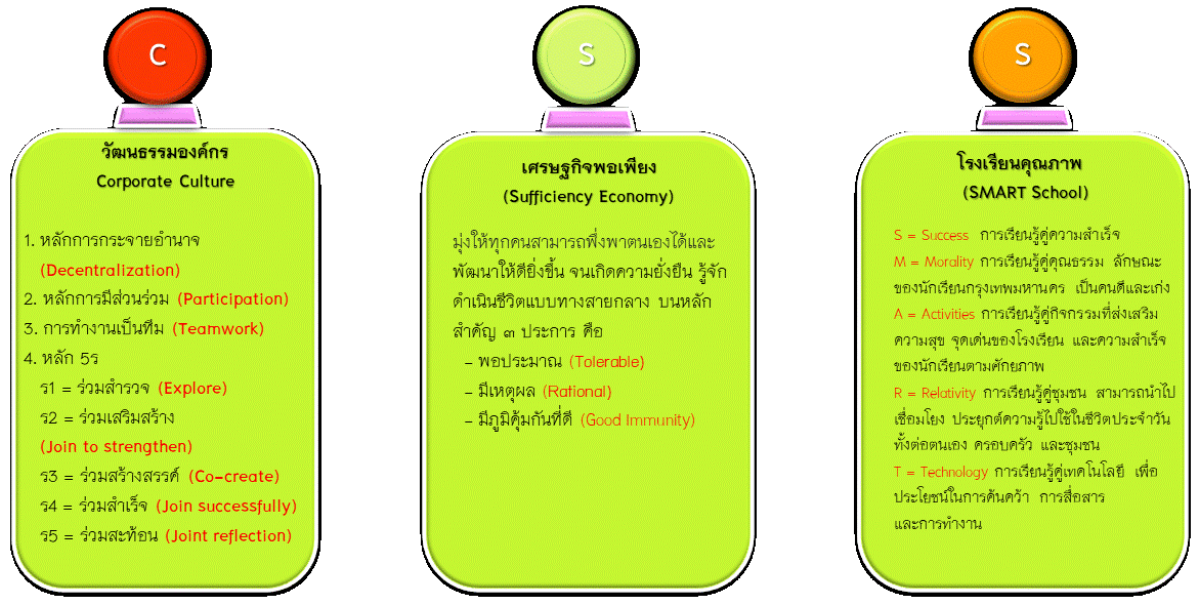 C
วัฒนธรรมองค์กร
Corporate Culture
1. หลักการกระจายอำนาจ
(Decentralization)
2. หลักการมีส่วนร่วม (Participation)
3. การทำงานเป็นทีม (Teamwork)
4. หลัก 5ร
ร1 = ร่วมสำรวจ (Explore)
ร2 = ร่วมเสริมสร้าง
(Join to strengthen)
ร3 = ร่วมสร้างสรรค์ (Co-create)
ร4 = ร่วมสำเร็จ (Join successfully)
ร5 = ร่วมสะท้อน (Joint reflection)
S
เศรษฐกิจพอเพียง
(Sufficiency Economy)
มุ่งให้ทุกคนสามารถพึ่งพาตนเองได้และ
พัฒนาให้ดียิ่งขึ้น จนเกิดความยั่งยืน รู้จัก
ดำเนินชีวิตแบบทางสายกลาง บนหลัก
สำคัญ ๓ ประการ คือ
- พอประมาณ (Tolerable)
- มีเหตุผล (Rational)
- มีภูมิคุ้มกันที่ดี (Good Immunity)
S
โรงเรียนคุณภาพ
(SMART School)
S = Success การเรียนรู้คู่ความสำเร็จ
M = Morality การเรียนรู้คู่คุณธรรม ลักษณะ
ของนักเรียนกรุงเทพมหานคร เป็นคนดีและเก่ง
A = Activities การเรียนรู้คู่กิจกรรมที่ส่งเสริม
ความสุข จุดเด่นของโรงเรียน และความสำเร็จ
ของนักเรียนตามศักยภาพ
R = Relativity การเรียนรู้คู่ชุมชน สามารถนำไป
เชื่อมโยง ประยุกต์ความรู้ไปใช้ในชีวิตประจำวัน
ทั้งต่อตนเอง ครอบครัว และชุมชน
T = Technology การเรียนรู้คู่เทคโนโลยี เพื่อ
ประโยชน์ในการค้นคว้า การสื่อสาร
และการทำงาน